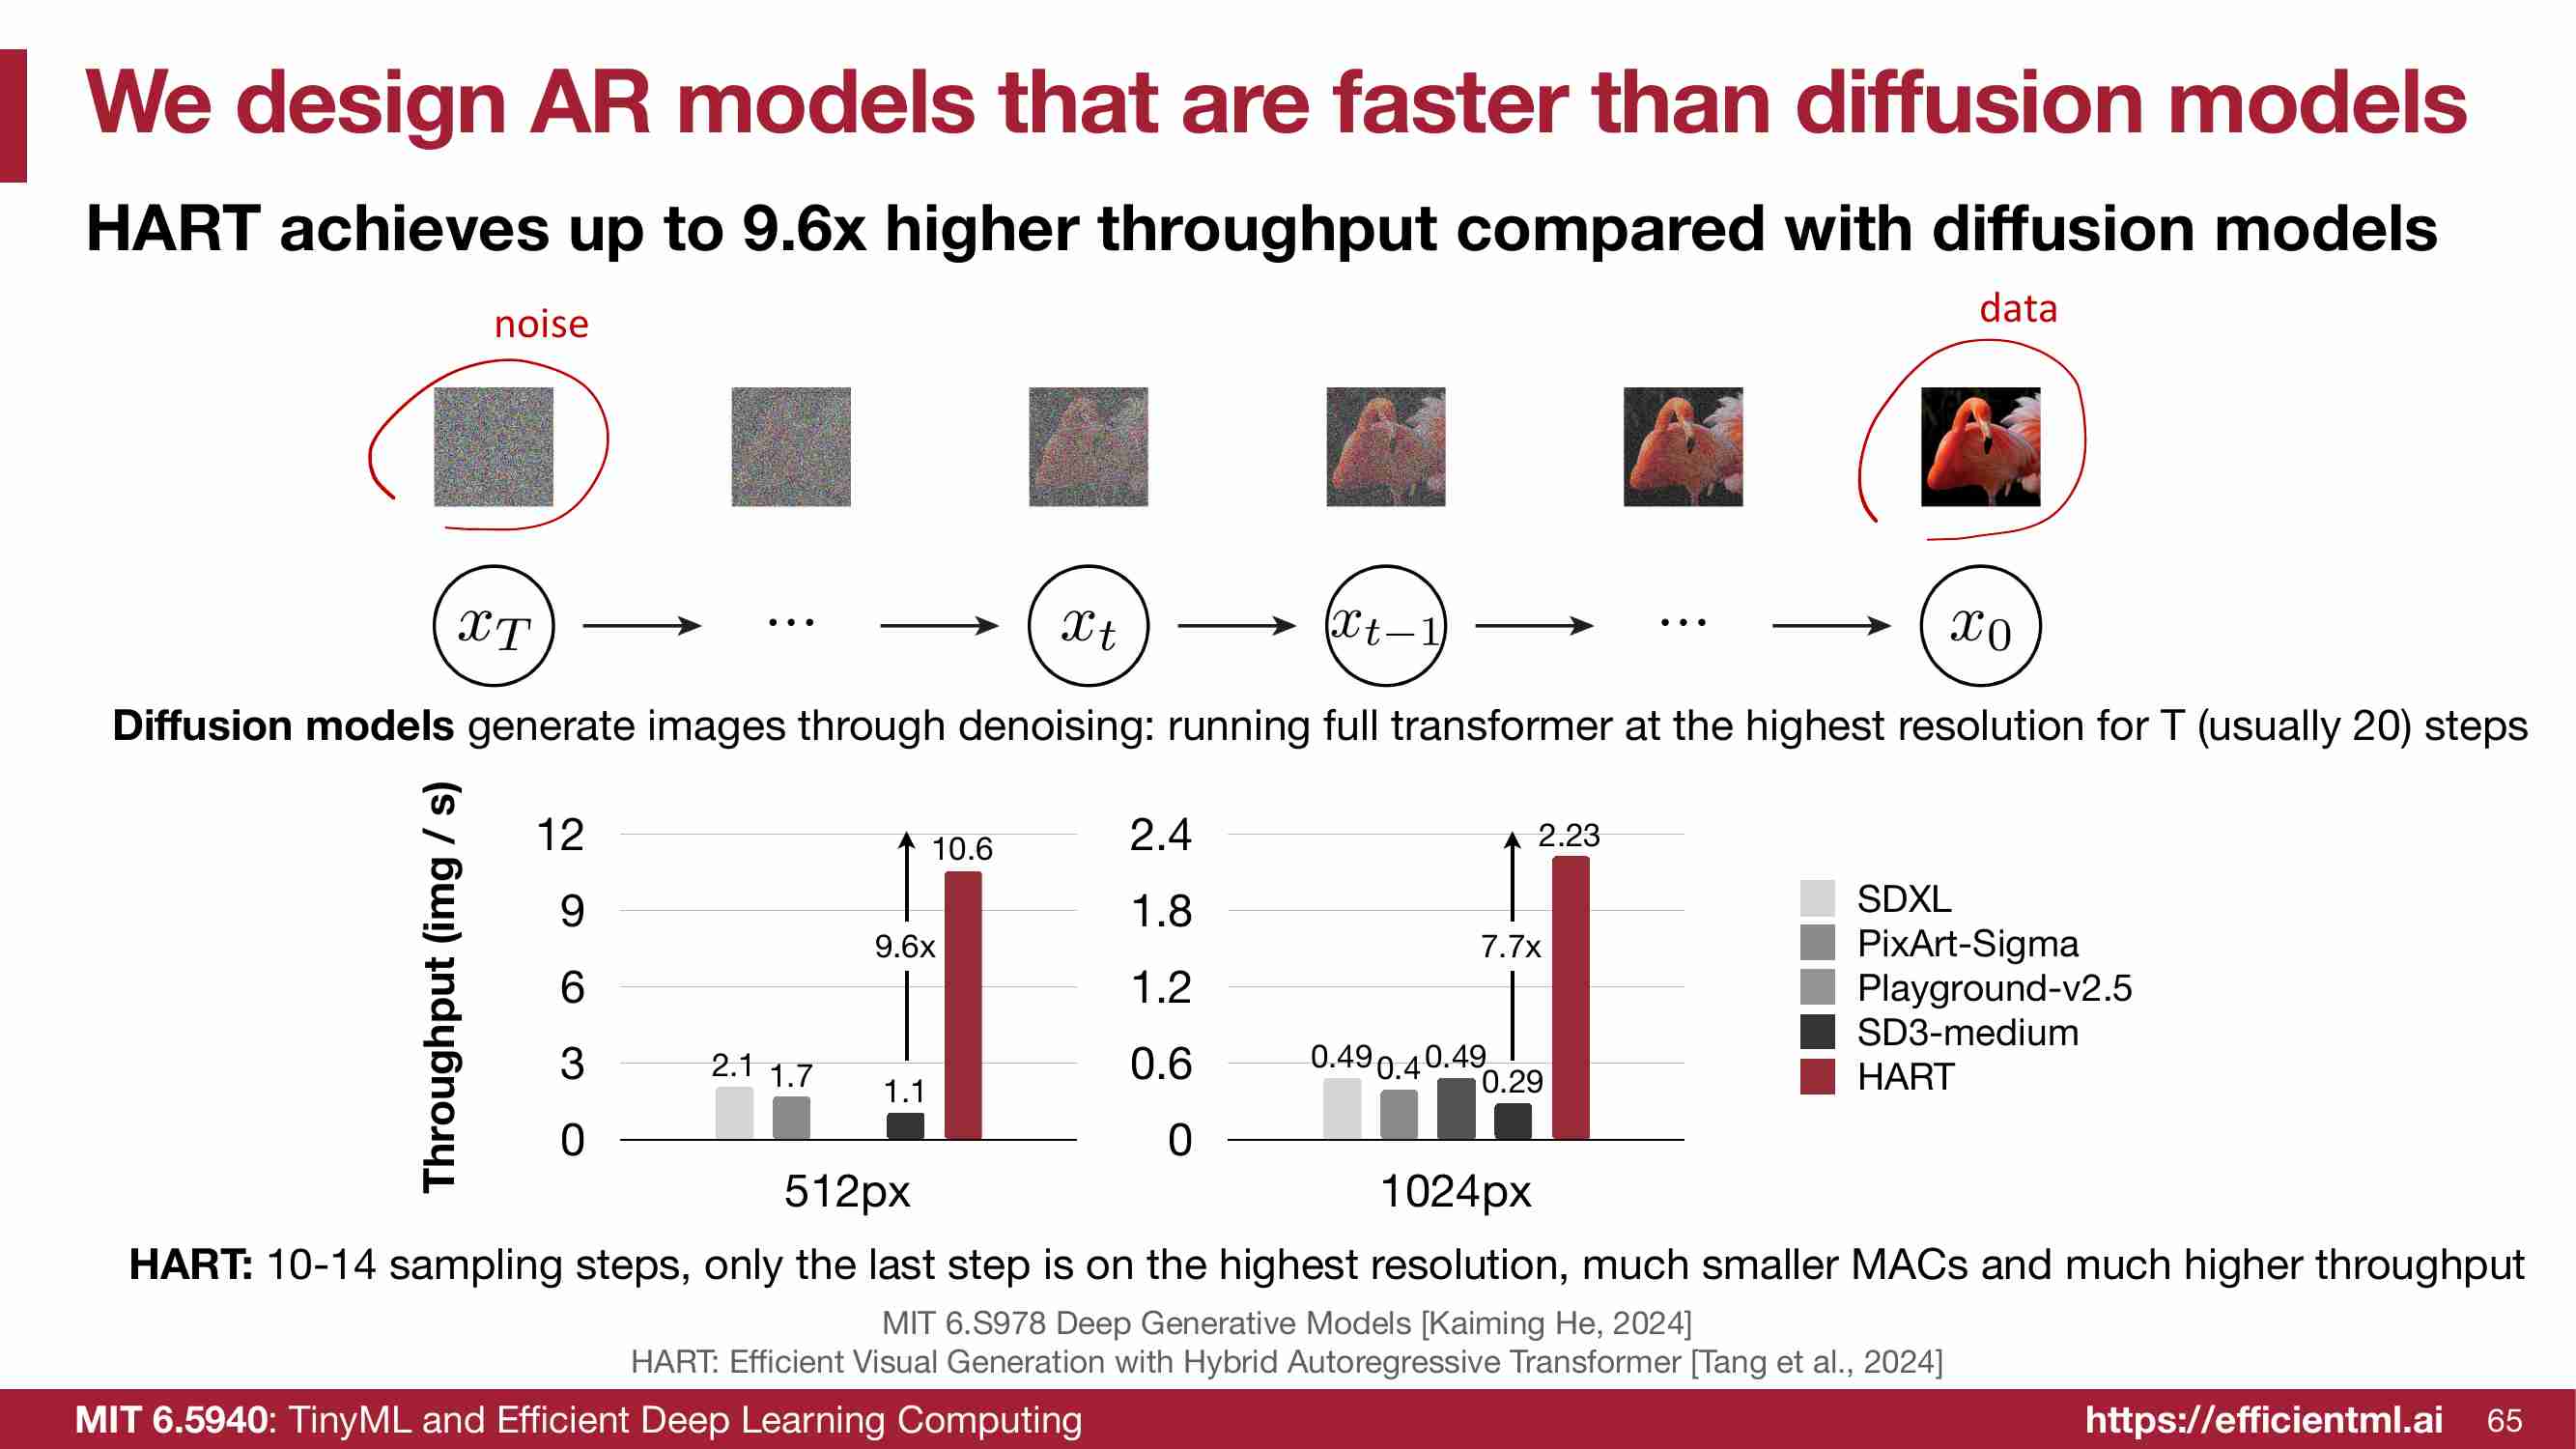 We design AR models that are faster than diffusion models
HART achieves up to 9.6x higher throughput compared with diffusion models
noise
data
x_T
...
x_t
x_{t-1}
...
x_0
Diffusion models generate images through denoising: running full transformer at the highest resolution for T (usually 20) steps
Throughput (img / s)
12
9
6
3
0
2.1
1.7
1.1
9.6x
10.6
512px
2.4
1.8
1.2
0.6
0
0.49
0.4
0.49
0.29
7.7x
2.23
1024px
SDXL
PixArt-Sigma
Playground-v2.5
SD3-medium
HART
HART: 10-14 sampling steps, only the last step is on the highest resolution, much smaller MACs and much higher throughput
MIT 6.S978 Deep Generative Models [Kaiming He, 2024]
HART: Efficient Visual Generation with Hybrid Autoregressive Transformer [Tang et al., 2024]
MIT 6.5940: TinyML and Efficient Deep Learning Computing
https://efficientml.ai
65